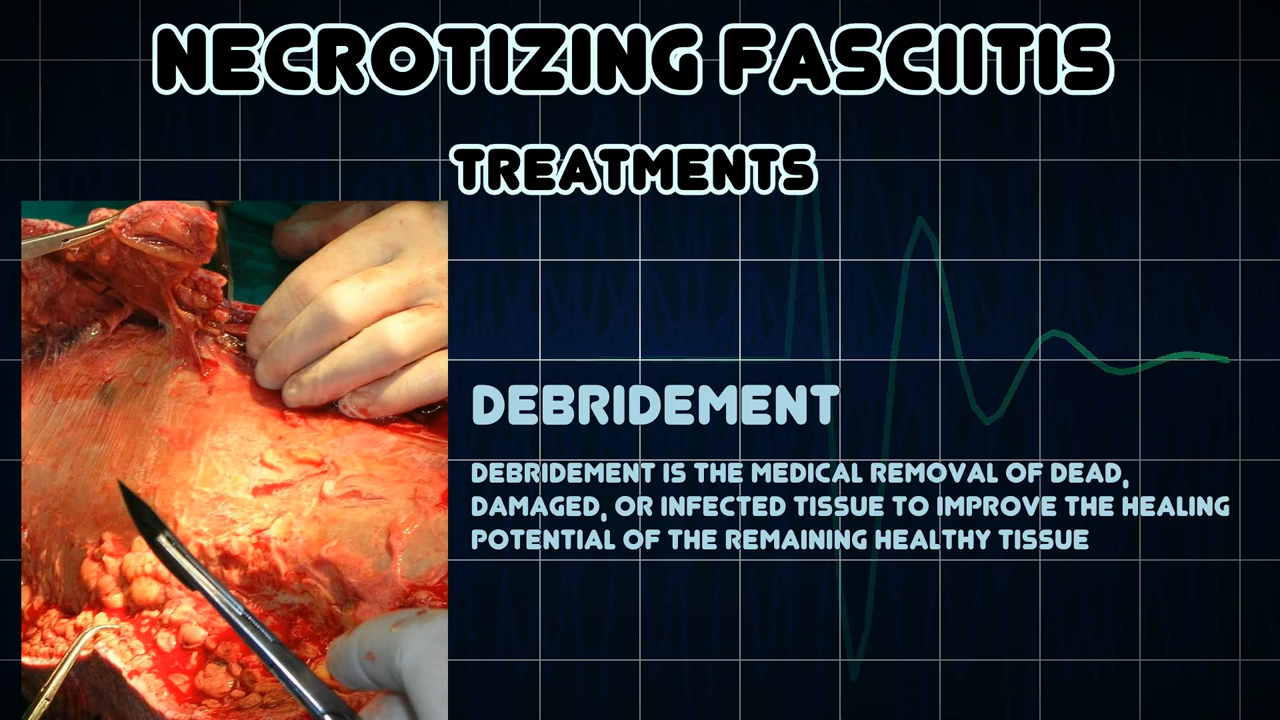 NECROTIZING FASCIITIS
TREATMENTS
DEBRIDEMENT
DEBRIDEMENT IS THE MEDICAL REMOVAL OF DEAD,
DAMAGED, OR INFECTED TISSUE TO IMPROVE THE HEALING
POTENTIAL OF THE REMAINING HEALTHY TISSUE